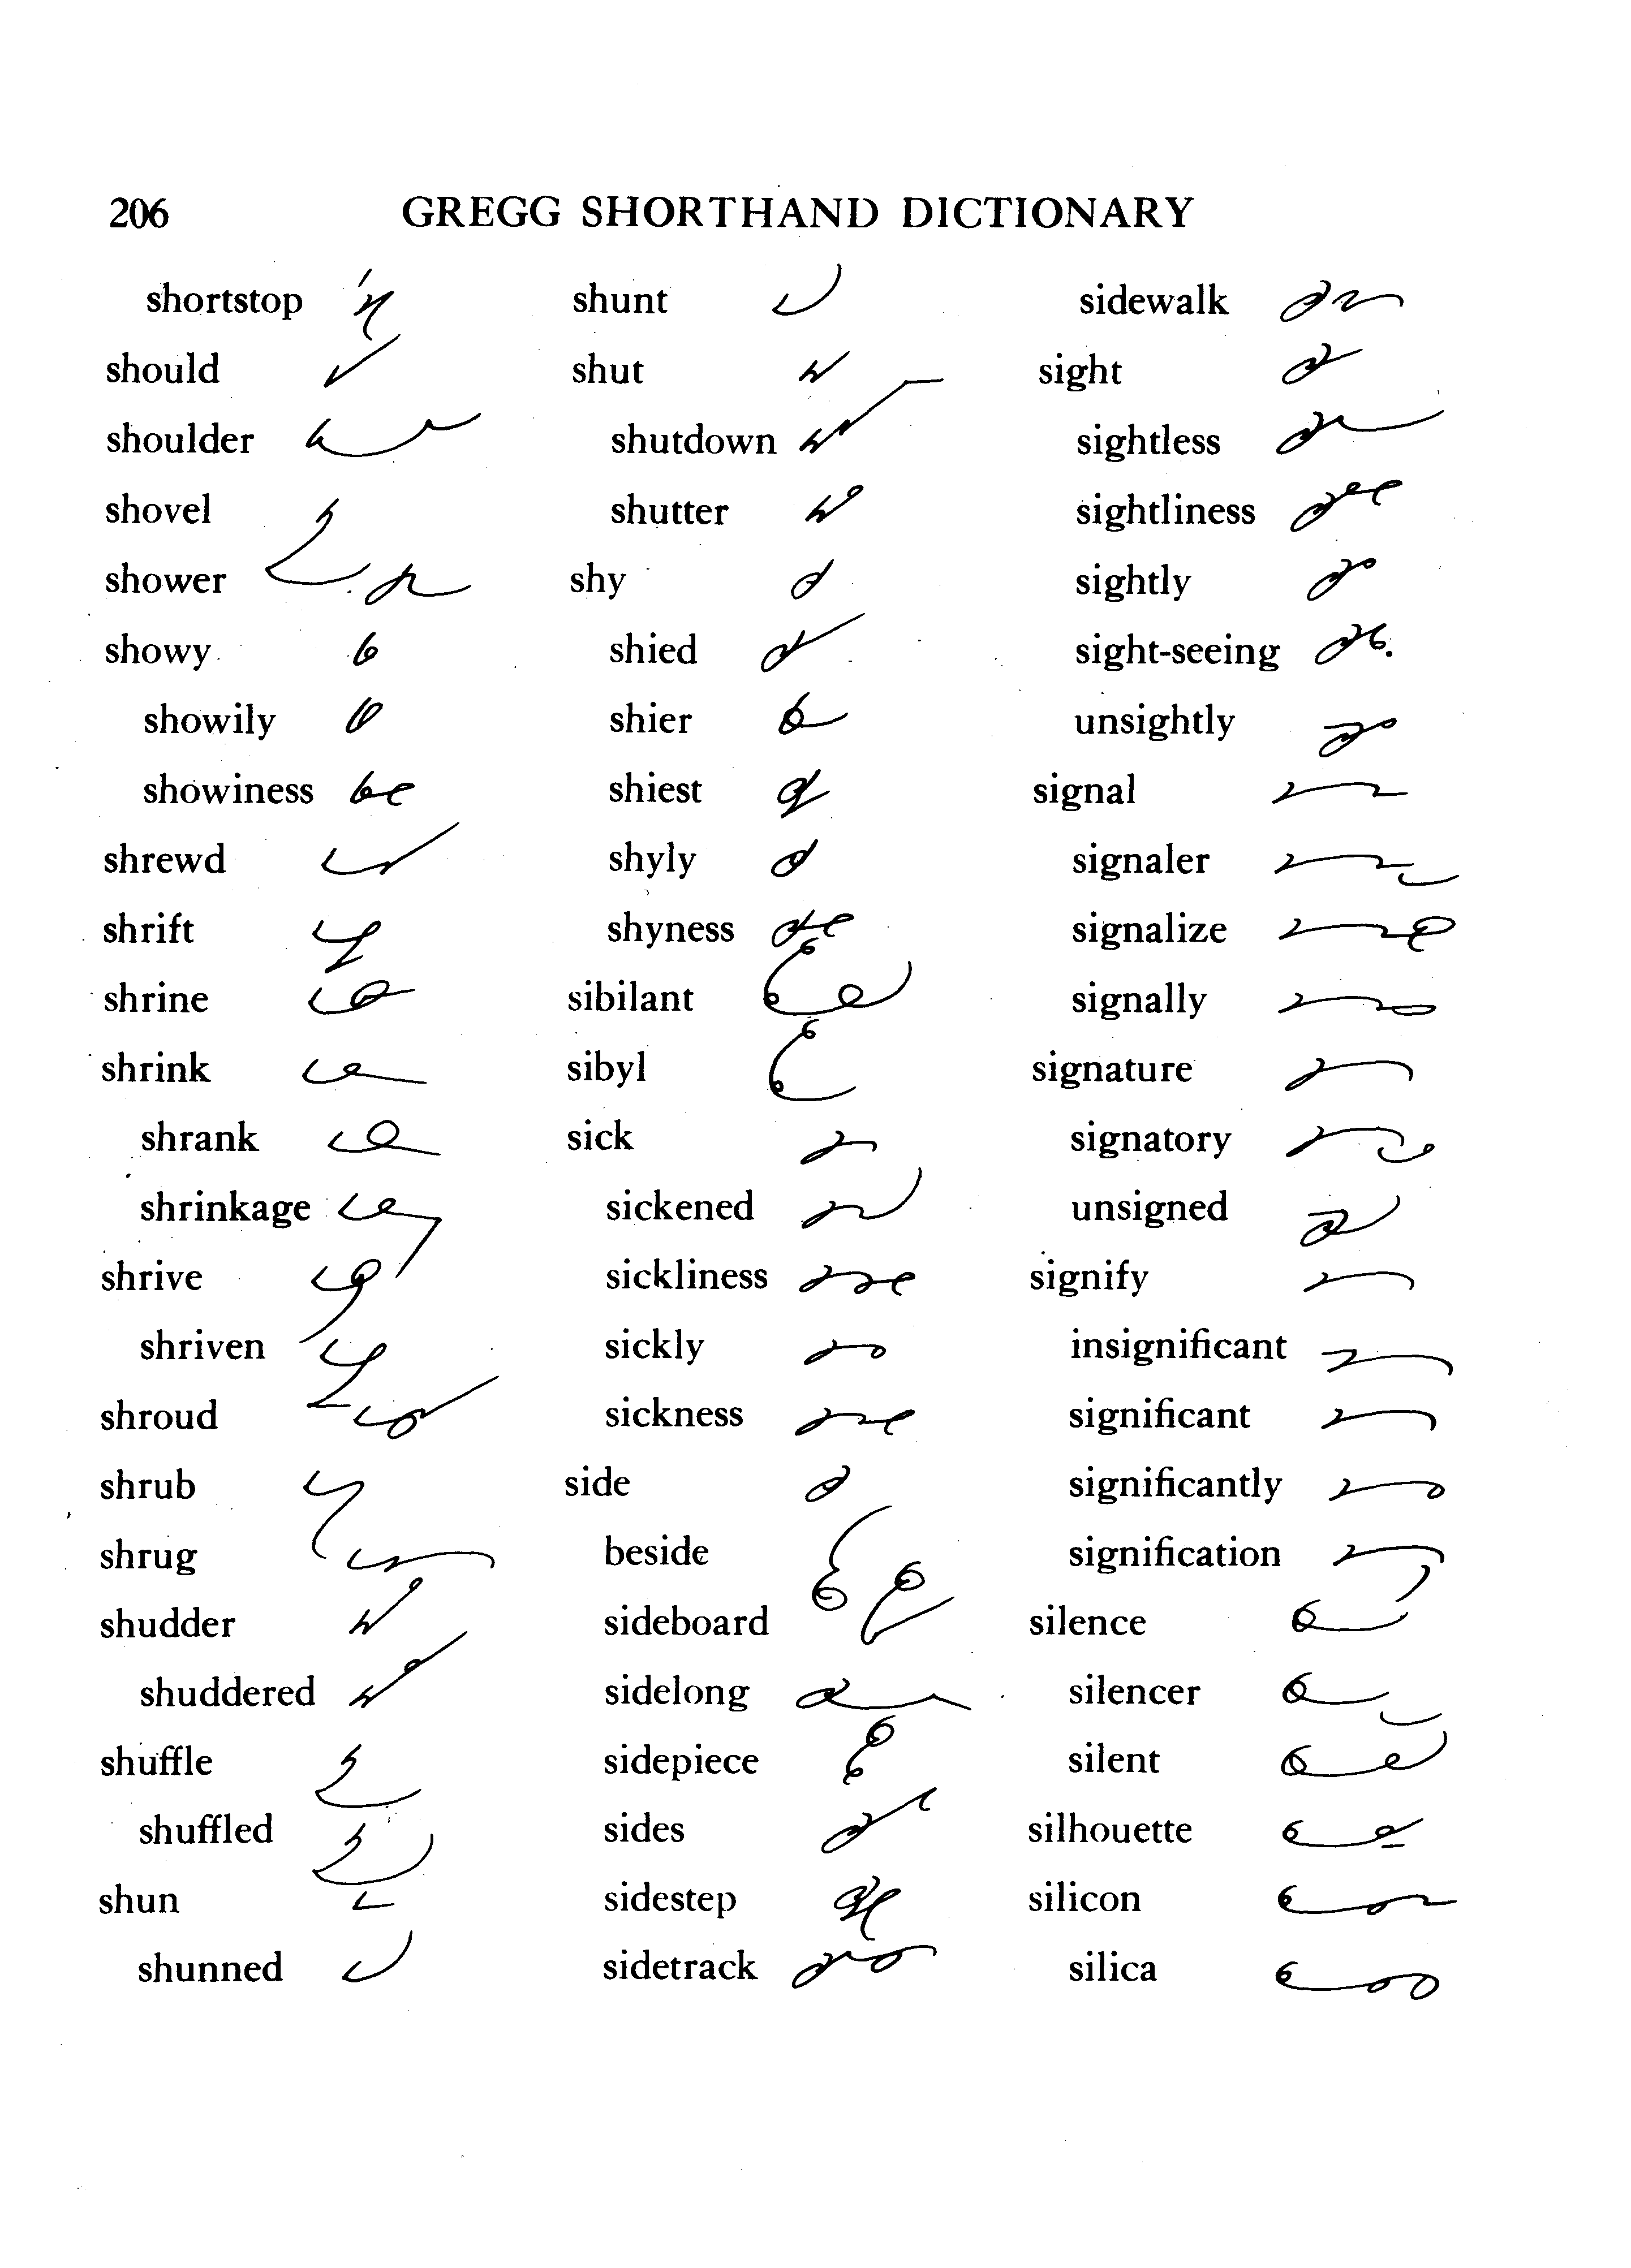 206 GREGG SHORTHAND DICTIONARY
shortstop
should
shoulder
shovel
shower
showy
showily
showiness
shrewd
shrift
shrine
shrink
shrank
shrinkage
shrive
shriven
shroud
shrub
shrug
shudder
shuddered
shuffle
shuffled
shun
shunned
shunt
shut
shutdown
shutter
shy
shied
shier
shiest
shyly
shyness
sibilant
sibyl
sick
sickened
sickliness
sickly
sickness
side
beside
sideboard
sidelong
sidepiece
sides
sidestep
sidetrack
sidewalk
sight
sightless
sightliness
sightly
sight-seeing
unsightly
signal
signaler
signalize
signally
signature
signatory
unsigned
signify
insignificant
significant
significantly
signification
silence
silencer
silent
silhouette
silicon
silica